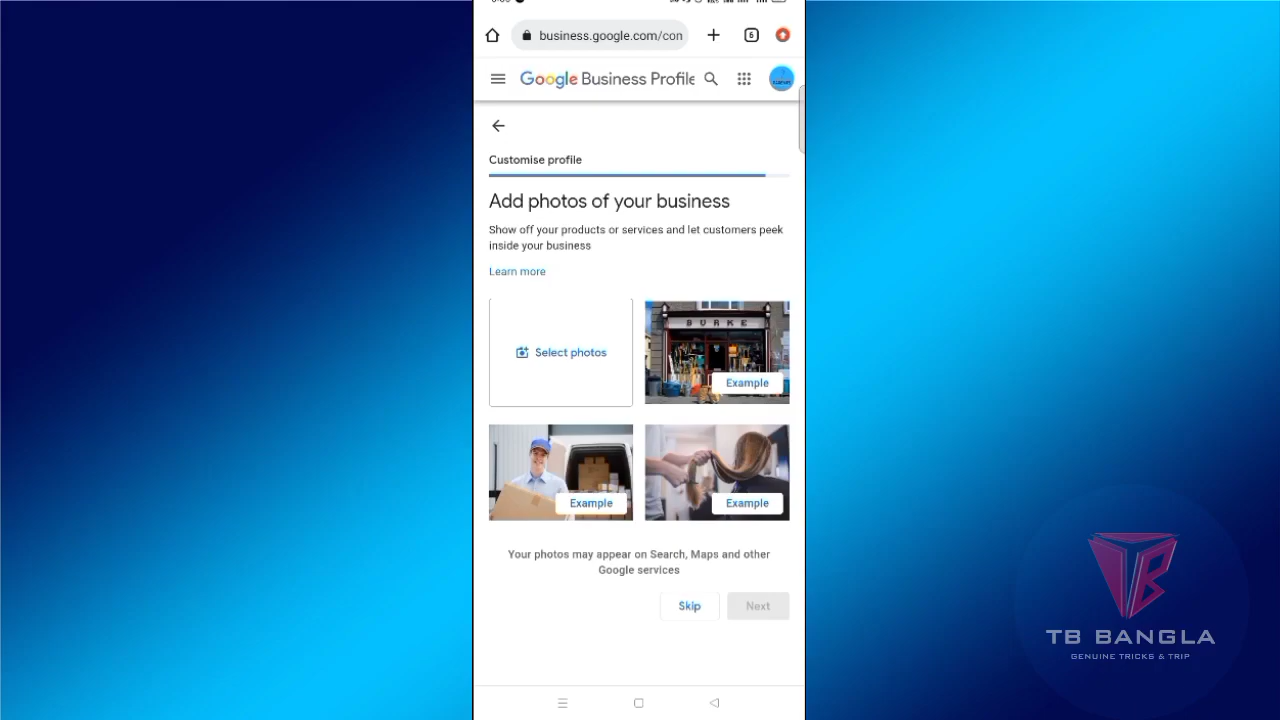 business.google.com/con
6
Google Business Profile
Customise profile
Add photos of your business
Show off your products or services and let customers peek
inside your business
Learn more
Select photos
BURKE
Example
Example
Example
Your photos may appear on Search, Maps and other
Google services
Skip
Next
TB BANGLA
GENUINE TRICKS & TRIP